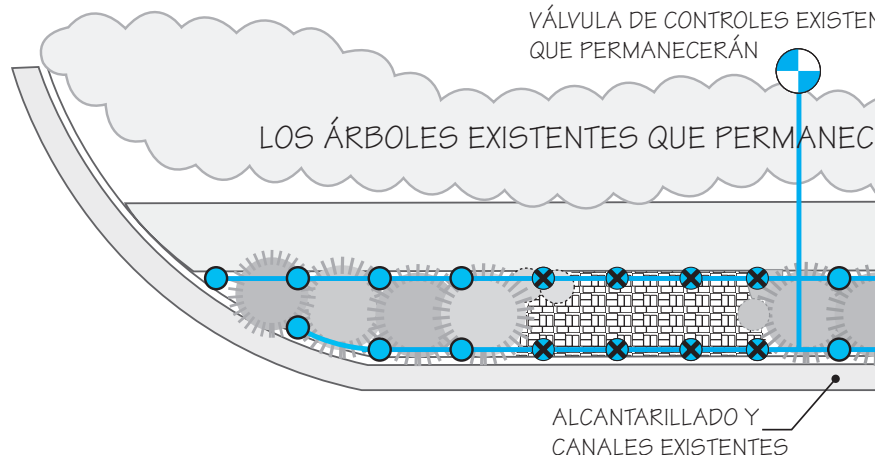 VÁLVULA DE CONTROLES EXISTEN
QUE PERMANECERÁN
LOS ÁRBOLES EXISTENTES QUE PERMANEC
ALCANTARILLADO Y
CANALES EXISTENTES